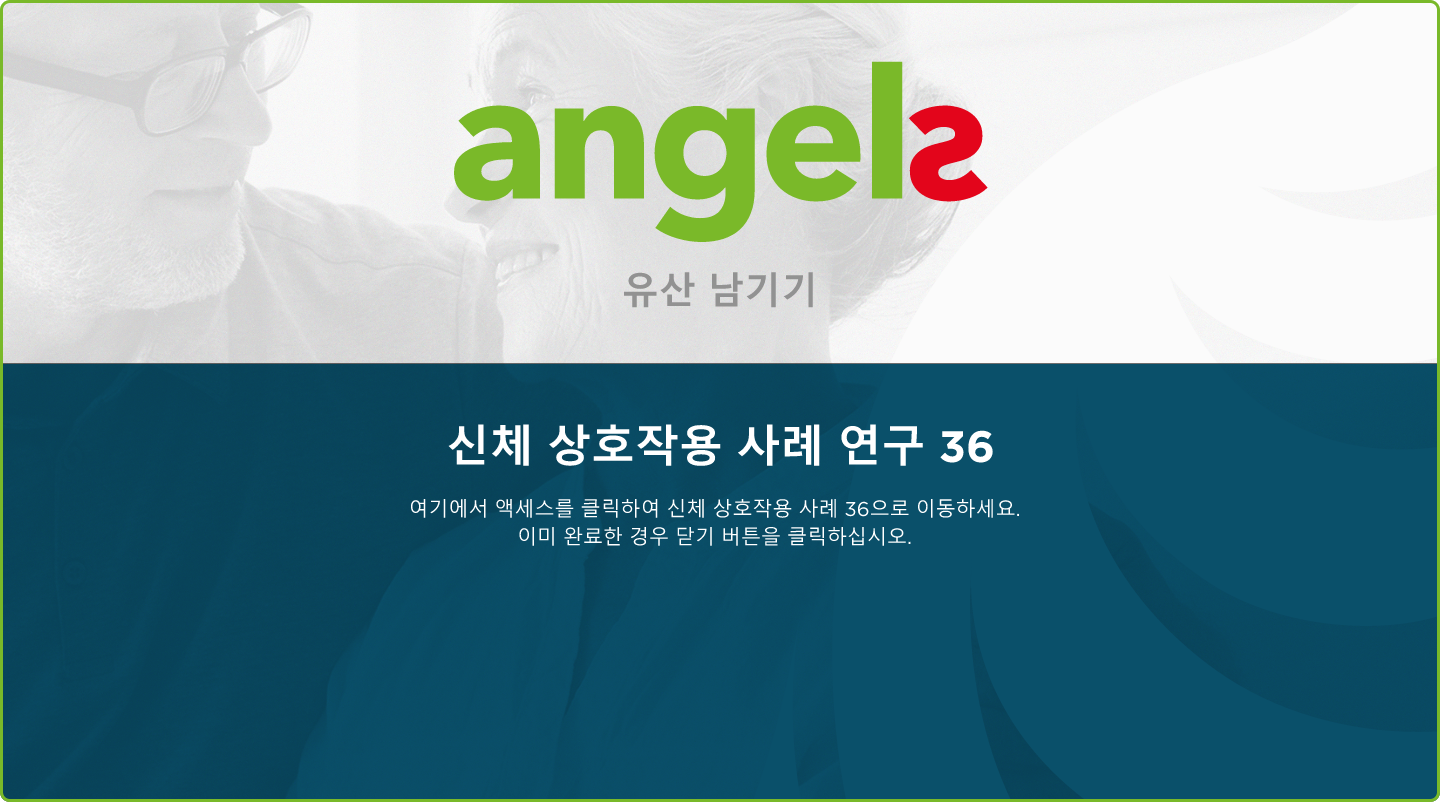 angels
유산 남기기
신체 상호작용 사례 연구 36
여기에서 액세스를 클릭하여 신체 상호작용 사례 36으로 이동하세요.
이미 완료한 경우 닫기 버튼을 클릭하십시오.